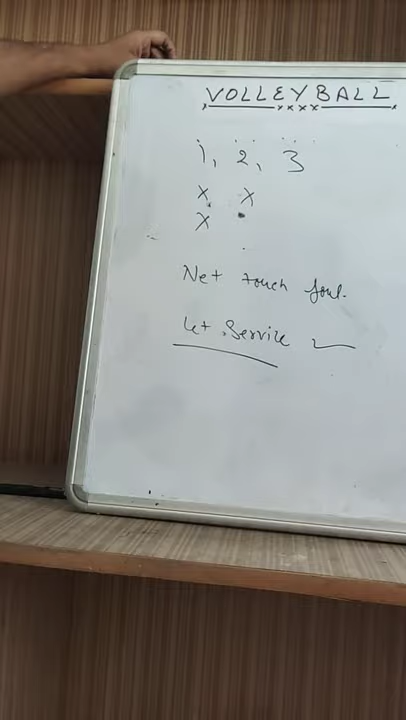 VOLLEYBALL
1, 2, 3
x x
x
Net touch foul.
Let Service